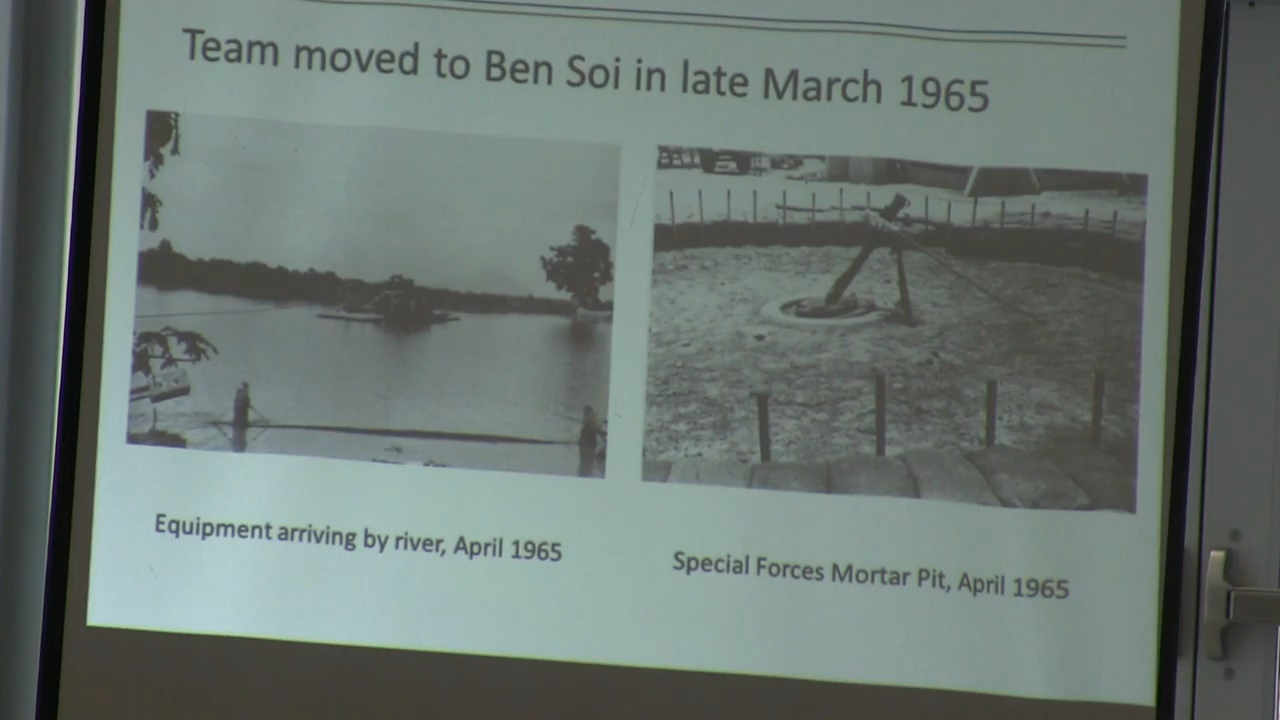 Team moved to Ben Soi in late March 1965
Equipment arriving by river, April 1965
Special Forces Mortar Pit, April 1965